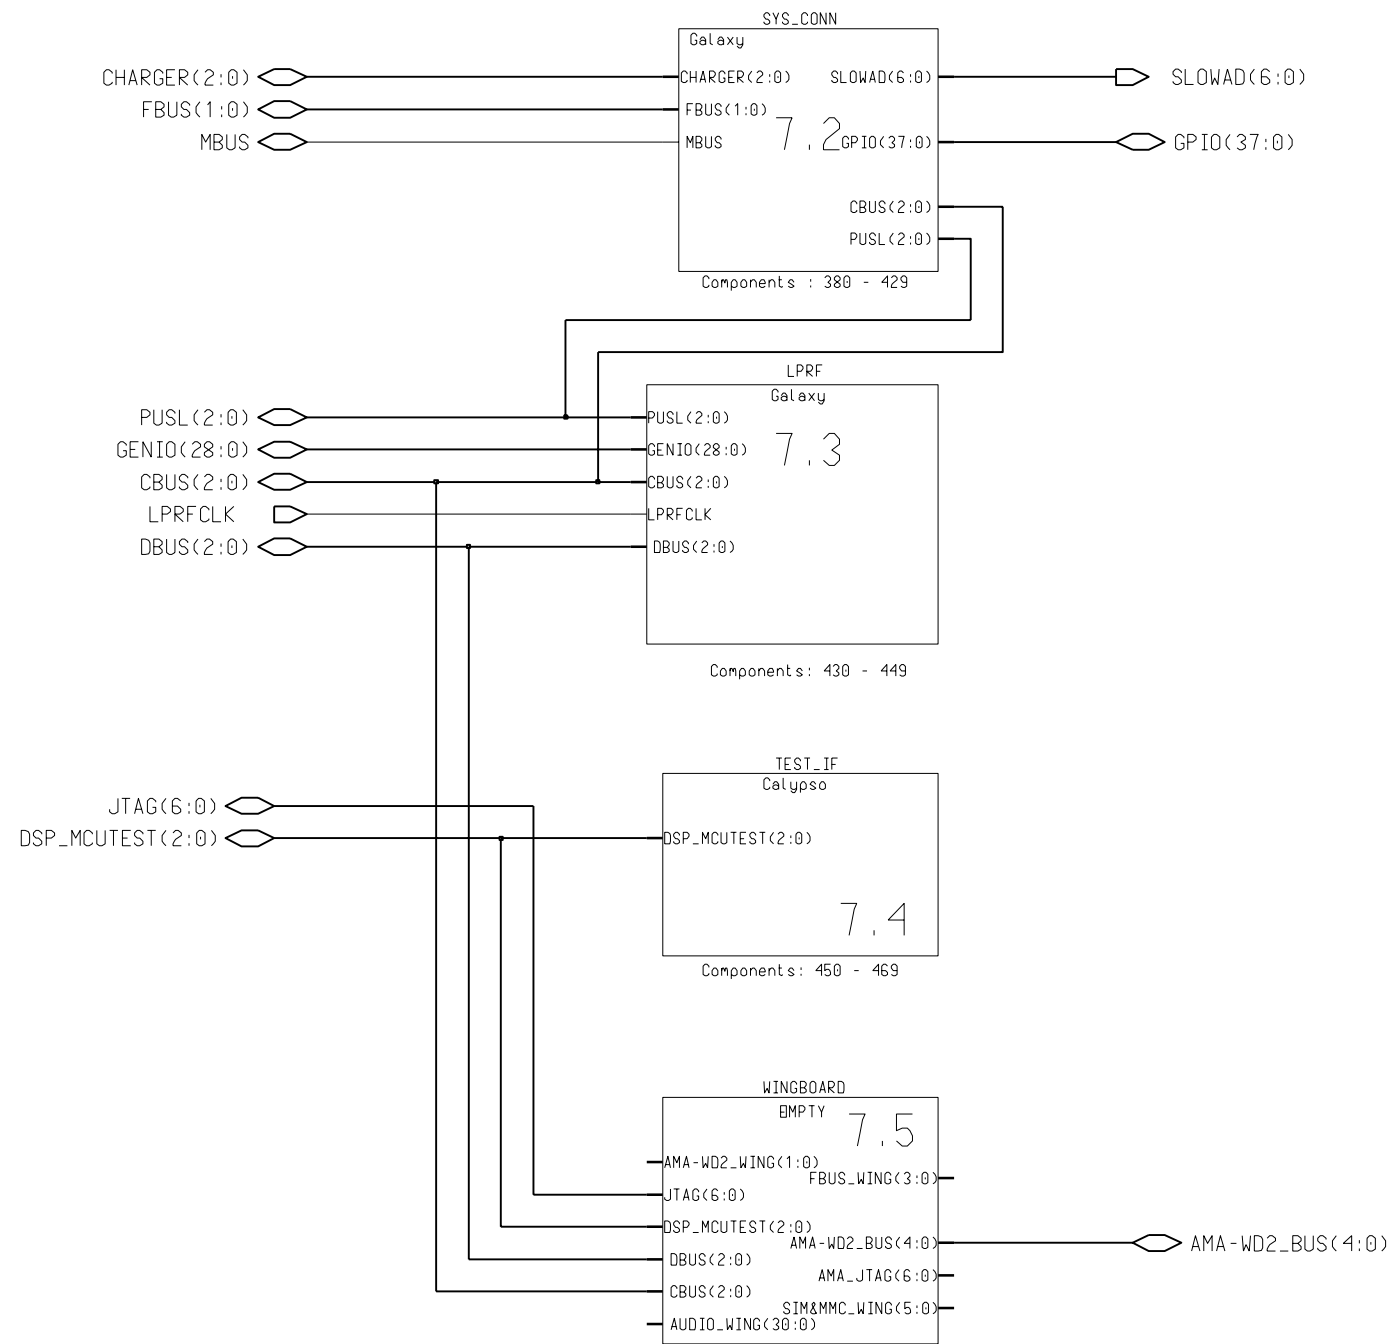 SYS_CONN
Galaxy
CHARGER(2:0)
CHARGER(2:0)
SLOWAD(6:0)
SLOWAD(6:0)
FBUS(1:0)
FBUS(1:0)
MBUS
MBUS
7.2
GPIO(37:0)
GPIO(37:0)
CBUS(2:0)
PUSL(2:0)
Components : 380 - 429
LPRF
Galaxy
PUSL(2:0)
PUSL(2:0)
GENIO(28:0)
GENIO(28:0)
7.3
CBUS(2:0)
CBUS(2:0)
LPRFCLK
LPRFCLK
DBUS(2:0)
DBUS(2:0)
Components: 430 - 449
TEST_IF
Calypso
JTAG(6:0)
DSP_MCUTEST(2:0)
DSP_MCUTEST(2:0)
7.4
Components: 450 - 469
WINGBOARD
EMPTY
7.5
AMA-WD2_WING(1:0)
FBUS_WING(3:0)
JTAG(6:0)
DSP_MCUTEST(2:0)
AMA-WD2_BUS(4:0)
AMA-WD2_BUS(4:0)
DBUS(2:0)
AMA_JTAG(6:0)
CBUS(2:0)
SIM&MMC_WING(5:0)
AUDIO_WING(30:0)